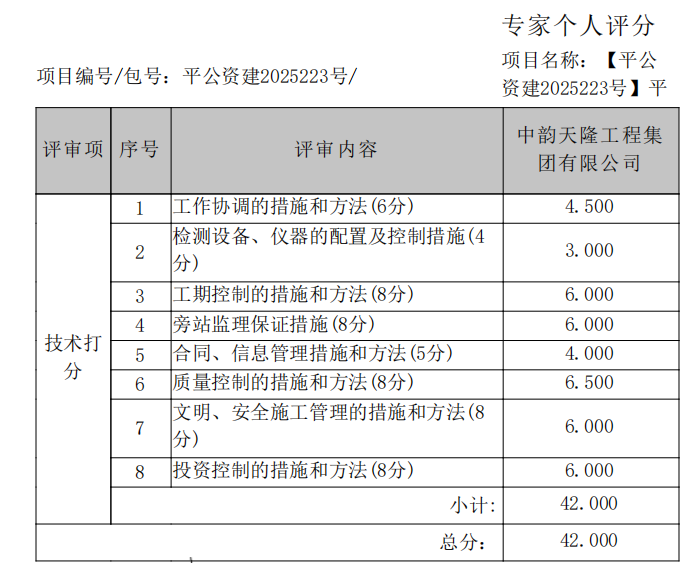 专家个人评分
项目编号/包号：平公资建2025223号/
项目名称：【平公
资建2025223号】平
评审项 序号 评审内容 中韵天隆工程集
团有限公司
技术打
分
1 工作协调的措施和方法(6分) 4.500
2 检测设备、仪器的配置及控制措施(4
分) 3.000
3 工期控制的措施和方法(8分) 6.000
4 旁站监理保证措施(8分) 6.000
5 合同、信息管理措施和方法(5分) 4.000
6 质量控制的措施和方法(8分) 6.500
7 文明、安全施工管理的措施和方法(8
分) 6.000
8 投资控制的措施和方法(8分) 6.000
小计: 42.000
总分： 42.000